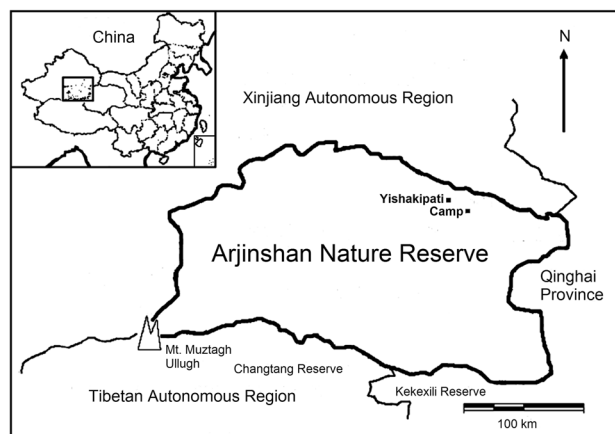 China
N
Xinjiang Autonomous Region
Yishakipati
Camp
Arjinshan Nature Reserve
Qinghai
Province
Mt. Muztagh
Ullugh
Changtang Reserve
Kekexili Reserve
Tibetan Autonomous Region
100 km